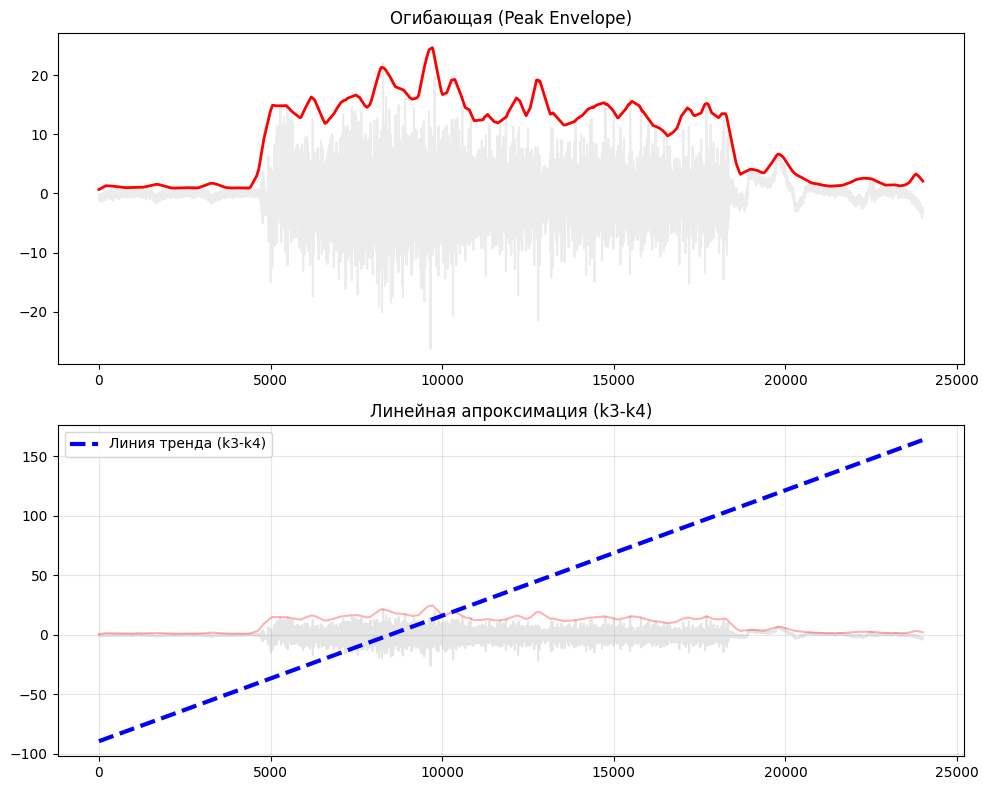 Огибающая (Peak Envelope)
20
10
0
−10
−20
0 5000 10000 15000 20000 25000
Линейная апроксимация (k3-k4)
Линия тренда (k3-k4)
150
100
50
0
−50
−100
0 5000 10000 15000 20000 25000